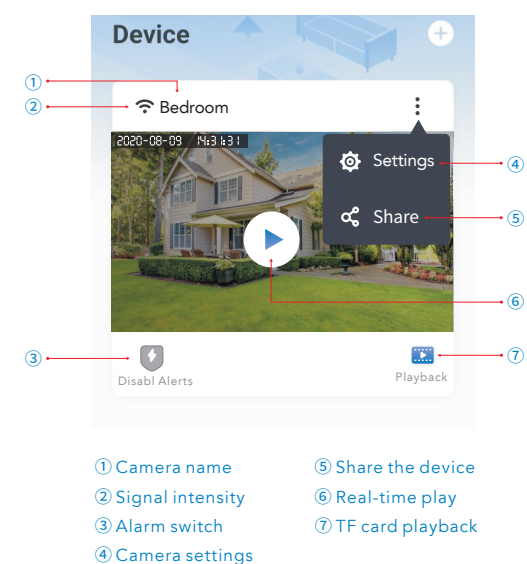 Device
①
② Bedroom
2020-08-09 14:31:31
Settings ④
Share ⑤
⑥
③ ⑦
Disabl Alerts Playback
① Camera name ⑤ Share the device
② Signal intensity ⑥ Real-time play
③ Alarm switch ⑦ TF card playback
④ Camera settings